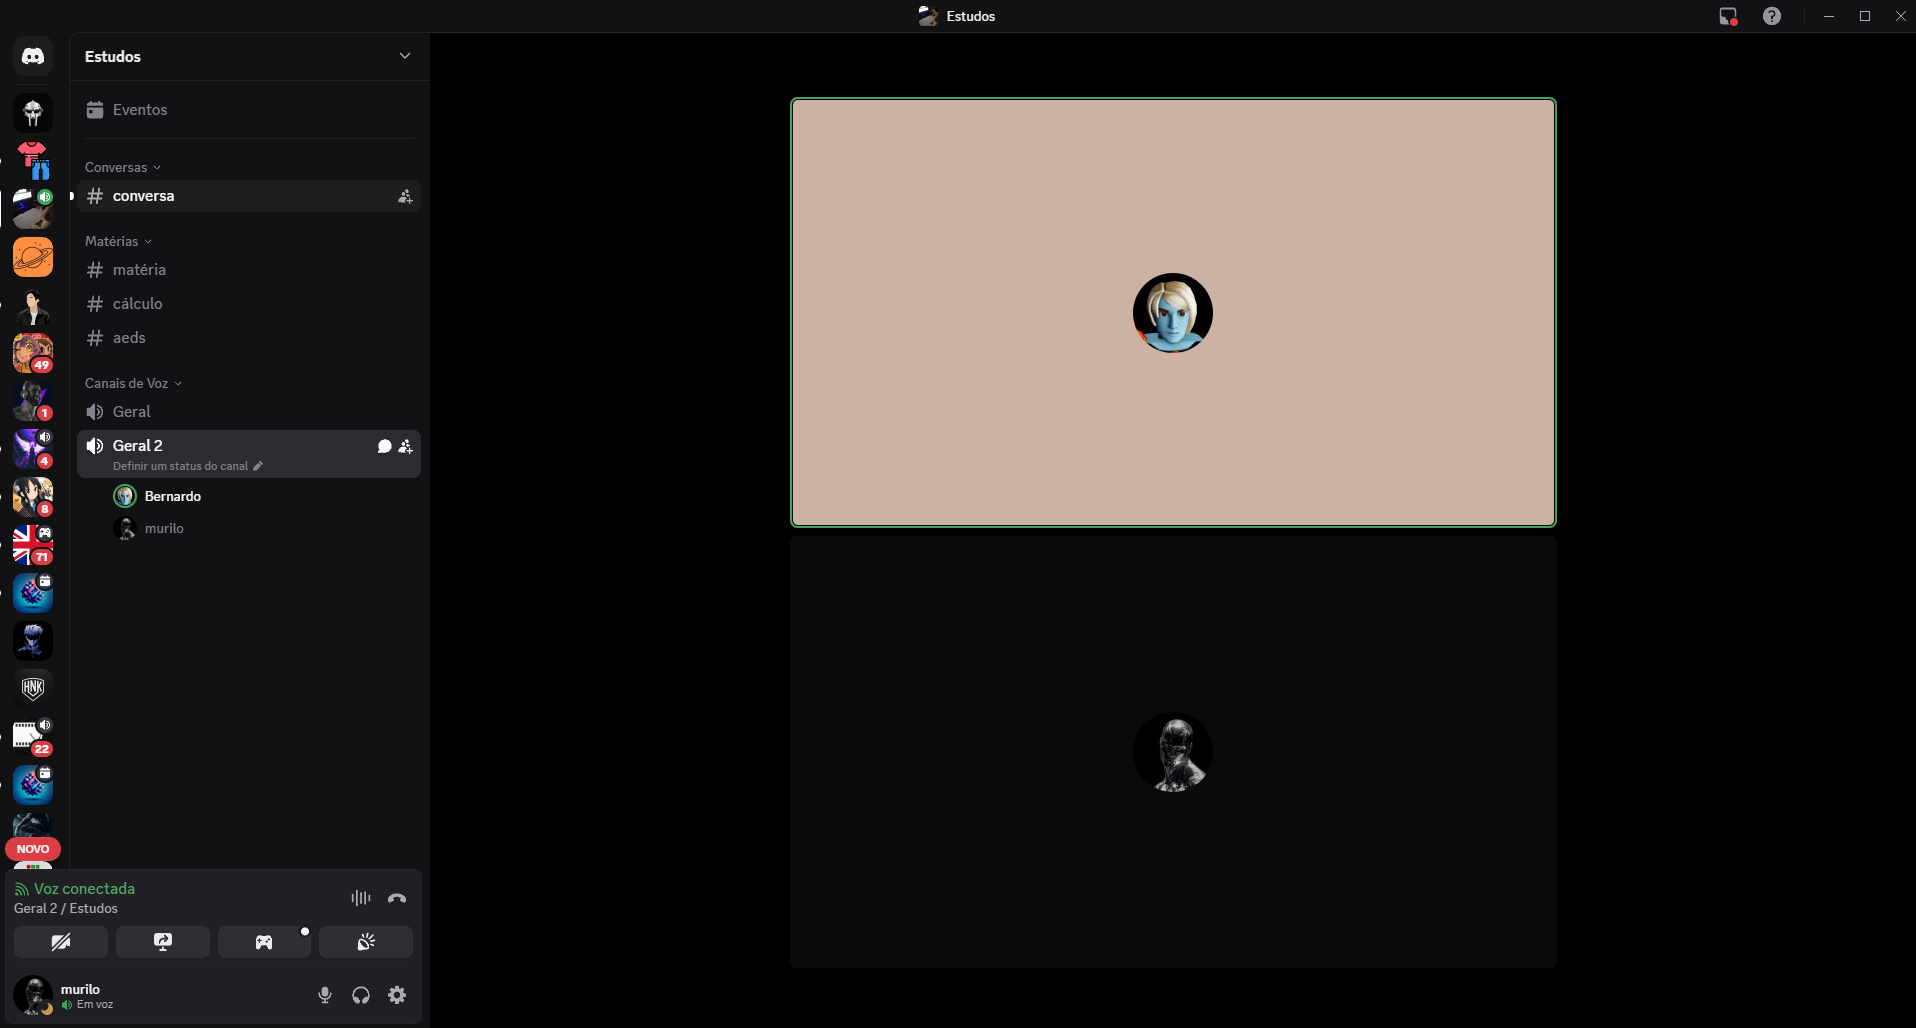 Estudos
Estudos
Eventos
Conversas
conversa
Matérias
matéria
cálculo
aeds
Canais de Voz
Geral
Geral 2
Definir um status do canal
Bernardo
murilo
49
1
4
8
71
HNK
22
NOVO
Voz conectada
Geral 2 / Estudos
murilo
Em voz